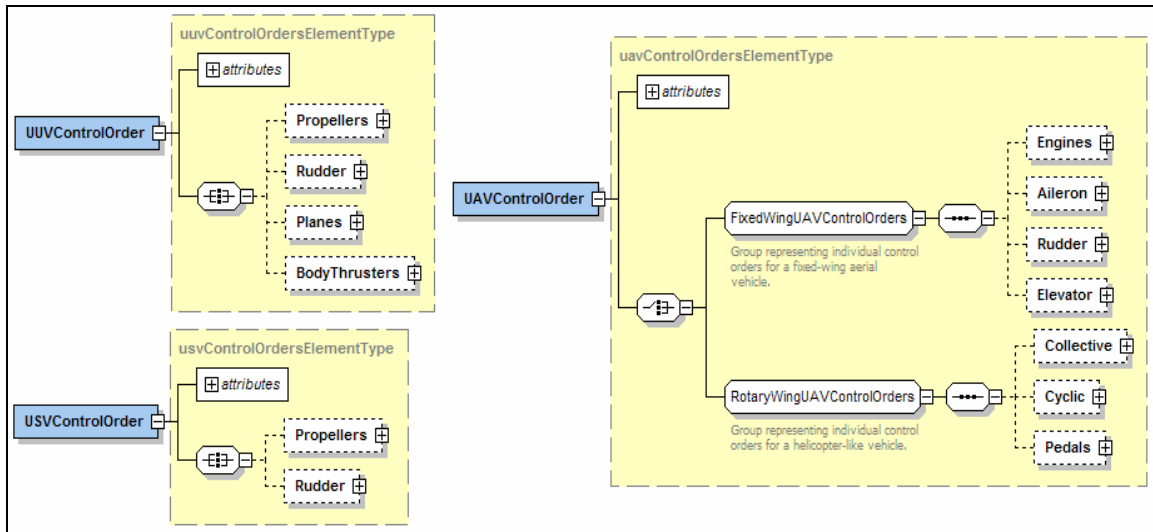 uuvControlOrdersElementType
attributes
UUVControlOrder
Propellers
Rudder
Planes
BodyThrusters
usvControlOrdersElementType
attributes
USVControlOrder
Propellers
Rudder
uavControlOrdersElementType
attributes
UAVControlOrder
FixedWingUAVControlOrders
Group representing individual control
orders for a fixed-wing aerial
vehicle.
Engines
Aileron
Rudder
Elevator
RotaryWingUAVControlOrders
Group representing individual control
orders for a helicopter-like vehicle.
Collective
Cyclic
Pedals